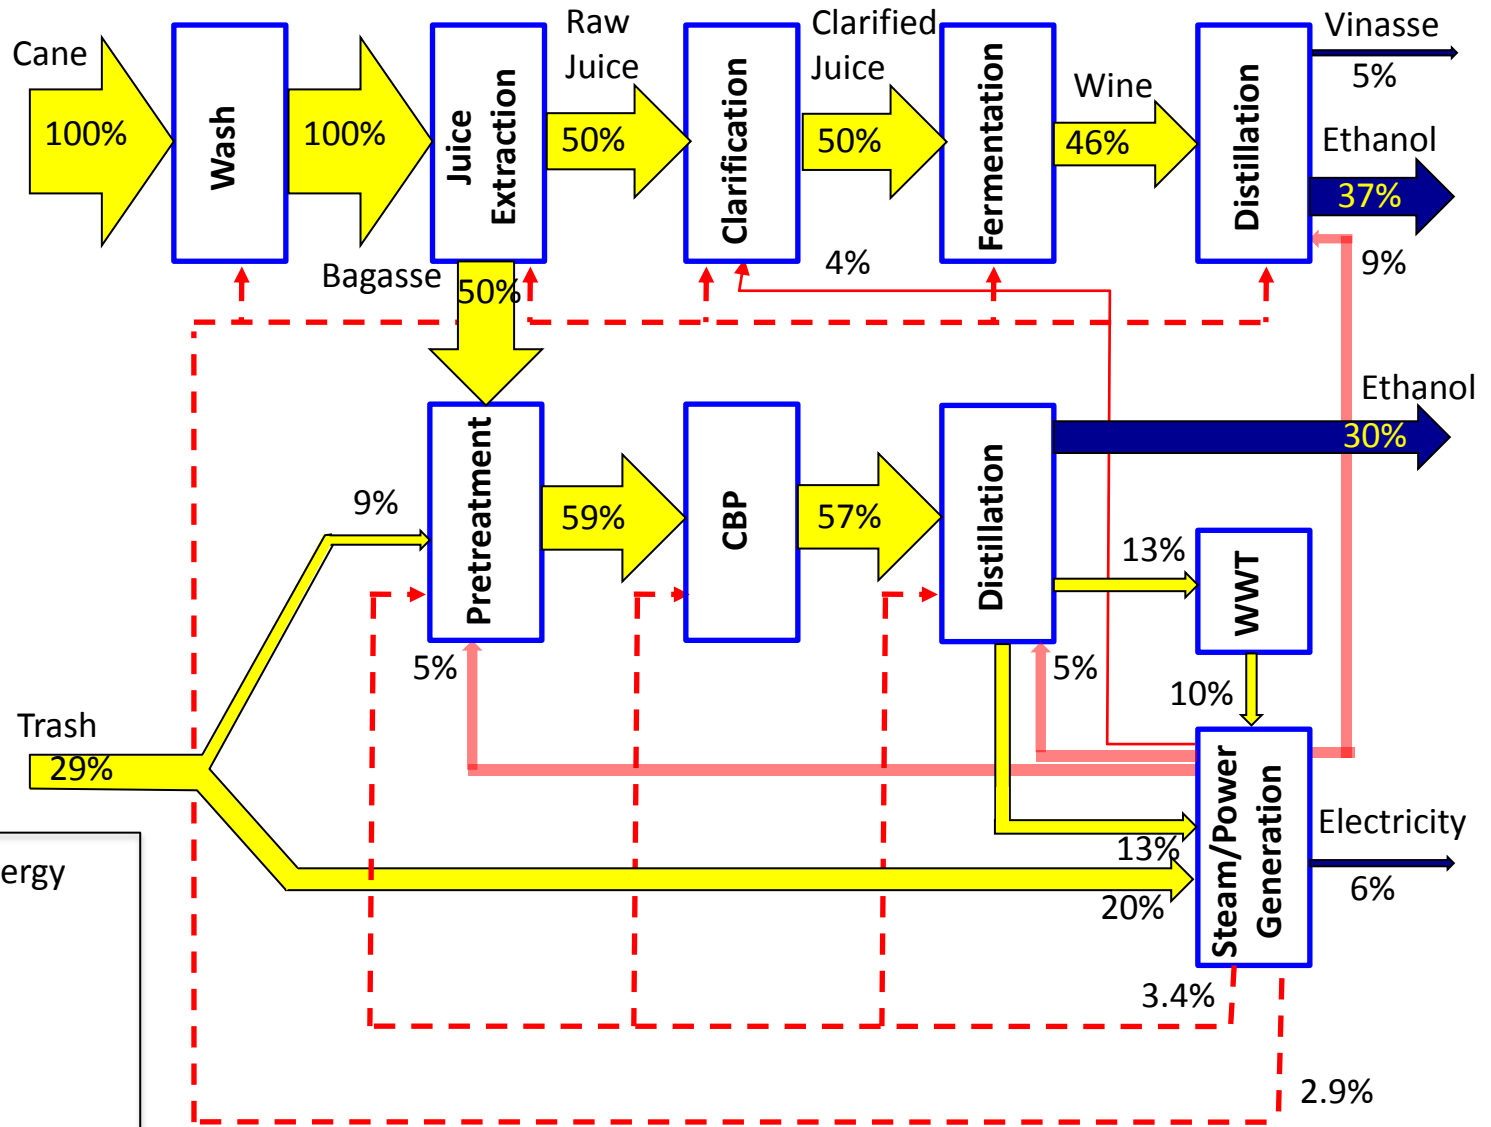 Cane
100%
Wash
100%
Juice
Extraction
Raw
Juice
50%
Clarification
Clarified
Juice
50%
Fermentation
Wine
46%
Distillation
Vinasse
5%
Ethanol
37%
9%
4%
Bagasse
50%
Ethanol
30%
Pretreatment
9%
59%
CBP
57%
Distillation
13%
WWT
5%
5%
10%
Trash
29%
Steam/Power
Generation
13%
20%
Electricity
6%
3.4%
2.9%
ergy